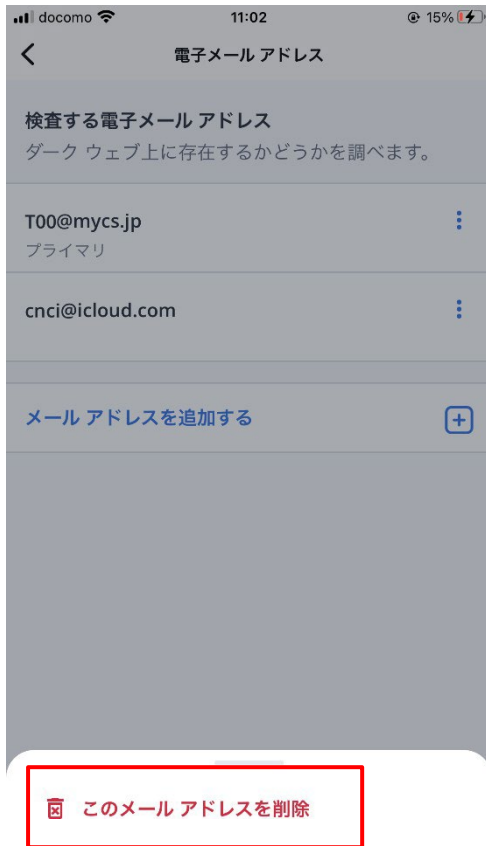 docomo 11:02 15%
電子メール アドレス
検査する電子メール アドレス
ダーク ウェブ上に存在するかどうかを調べます。
T00@mycs.jp
プライマリ
cnci@icloud.com
メール アドレスを追加する
このメール アドレスを削除